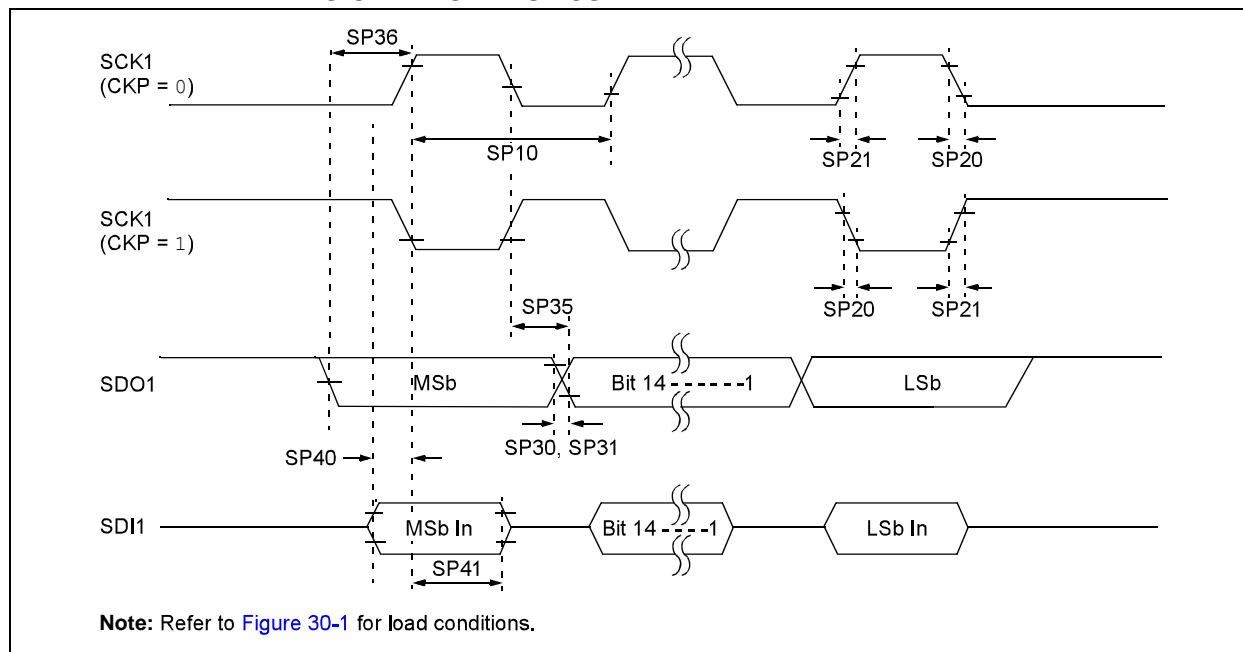 SP36
SCK1
(CKP = 0)
SP10
SP21
SP20
SCK1
(CKP = 1)
SP35
SP20
SP21
SDO1
MSb
Bit 14 - - - - - -1
LSb
SP30, SP31
SP40
SDI1
MSb In
Bit 14 - - - - -1
LSb In
SP41
Note: Refer to Figure 30-1 for load conditions.